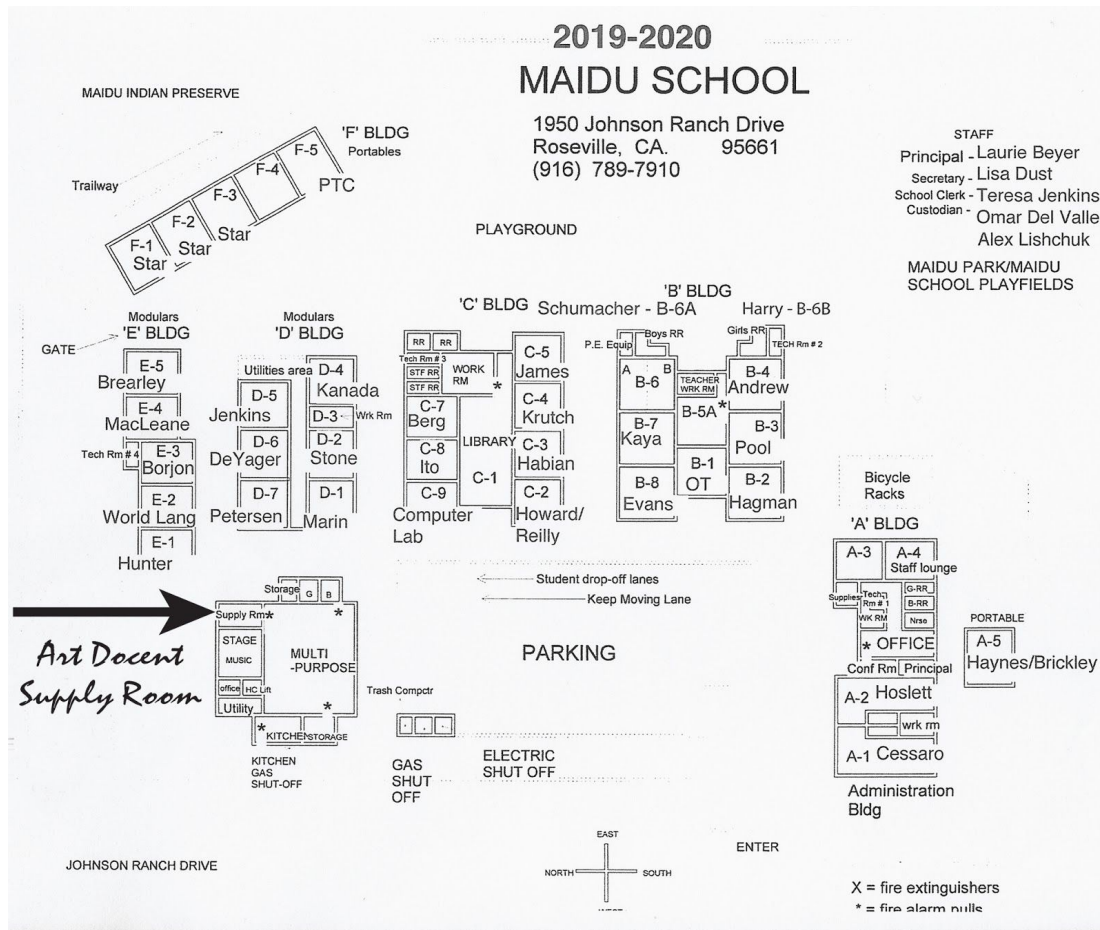 2019-2020
MAIDU SCHOOL
1950 Johnson Ranch Drive
Roseville, CA. 95661
(916) 789-7910
MAIDU INDIAN PRESERVE
'F' BLDG
Portables
Trailway
F-5
PTC
F-4
F-3
Star
F-2
Star
F-1
Star
STAFF
Principal - Laurie Beyer
Secretary - Lisa Dust
School Clerk - Teresa Jenkins
Custodian - Omar Del Valle
Alex Lishchuk
MAIDU PARK/MAIDU
SCHOOL PLAYFIELDS
PLAYGROUND
GATE
Modulars
'E' BLDG
E-5
Brearley
E-4
MacLeane
Tech Rm # 4
E-3
Borjon
E-2
World Lang
E-1
Hunter
Modulars
'D' BLDG
Utilities area
D-4
Kanada
D-5
Jenkins
D-3
Wrk Rm
D-6
DeYager
D-2
Stone
D-7
Petersen
D-1
Marin
'C' BLDG
RR
RR
Tech Rm # 3
STF RR
STF RR
WORK
RM
*
C-5
James
C-7
Berg
C-4
Krutch
LIBRARY
C-8
Ito
C-3
Habian
C-1
C-9
Computer
Lab
C-2
Howard/
Reilly
'B' BLDG
Schumacher - B-6A
Harry - B-6B
P.E. Equip
Boys RR
Girls RR
TECH Rm # 2
A B
B-6
TEACHER
WRK RM
*
B-5A
B-4
Andrew
B-7
Kaya
B-3
Pool
B-1
OT
B-8
Evans
B-2
Hagman
Bicycle
Racks
'A' BLDG
A-3
A-4
Staff lounge
Supplies
Tech
Rm # 1
WK RM
G-RR
B-RR
Nrse
* OFFICE
Conf Rm
Principal
A-2 Hoslett
wrk rm
A-1 Cessaro
Administration
Bldg
PORTABLE
A-5
Haynes/Brickley
Student drop-off lanes
Keep Moving Lane
PARKING
Storage
G
B
Supply Rm *
*
STAGE
MUSIC
MULTI
-PURPOSE
office
HC Lift
Utility
*
*
KITCHEN
STORAGE
Art Docent
Supply Room
KITCHEN
GAS
SHUT-OFF
Trash Compctr
GAS
SHUT
OFF
ELECTRIC
SHUT OFF
JOHNSON RANCH DRIVE
EAST
NORTH
SOUTH
ENTER
X = fire extinguishers
* = fire alarm pulls